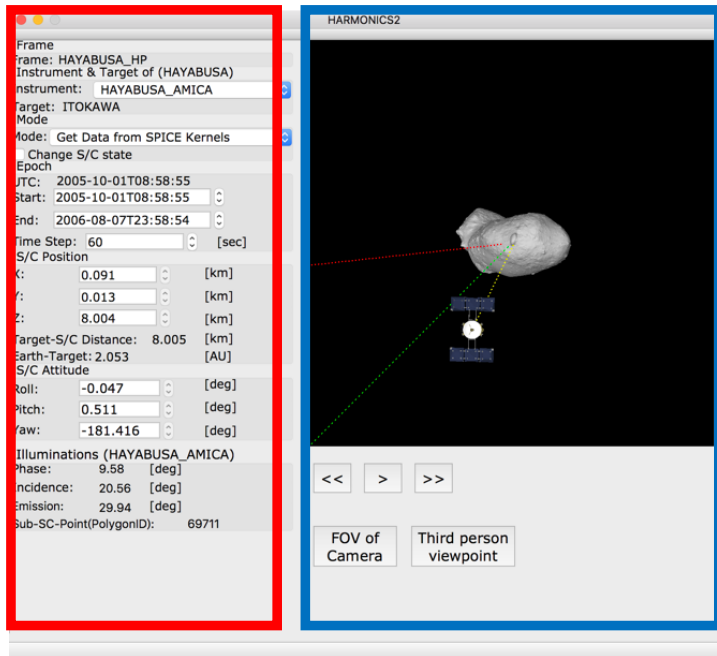 HARMONICS2
Frame
Frame: HAYABUSA_HP
Instrument & Target of (HAYABUSA)
nstrument: HAYABUSA_AMICA
Target: ITOKAWA
Mode
Mode: Get Data from SPICE Kernels
Change S/C state
Epoch
UTC: 2005-10-01T08:58:55
Start: 2005-10-01T08:58:55
End: 2006-08-07T23:58:54
Time Step: 60 [sec]
S/C Position
X: 0.091 [km]
Y: 0.013 [km]
Z: 8.004 [km]
Target-S/C Distance: 8.005 [km]
Earth-Target: 2.053 [AU]
S/C Attitude
Roll: -0.047 [deg]
Pitch: 0.511 [deg]
Yaw: -181.416 [deg]
Illuminations (HAYABUSA_AMICA)
Phase: 9.58 [deg]
Incidence: 20.56 [deg]
Emission: 29.94 [deg]
Sub-SC-Point(PolygonID): 69711
<< > >>
FOV of Camera
Third person viewpoint